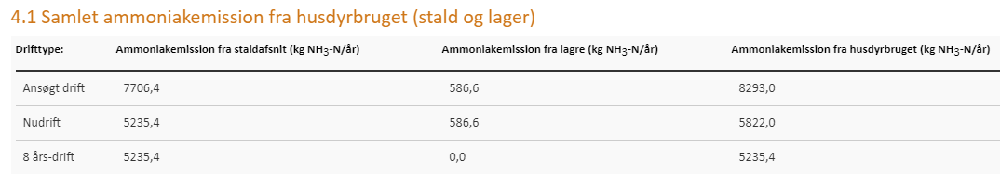 4.1 Samlet ammoniakemission fra husdyrbruget (stald og lager)
Drifttype: Ammoniakemission fra staldafsnit (kg NH3-N/år) Ammoniakemission fra lagre (kg NH3-N/år) Ammoniakemission fra husdyrbruget (kg NH3-N/år)
Ansøgt drift 7706,4 586,6 8293,0
Nudrift 5235,4 586,6 5822,0
8 års-drift 5235,4 0,0 5235,4